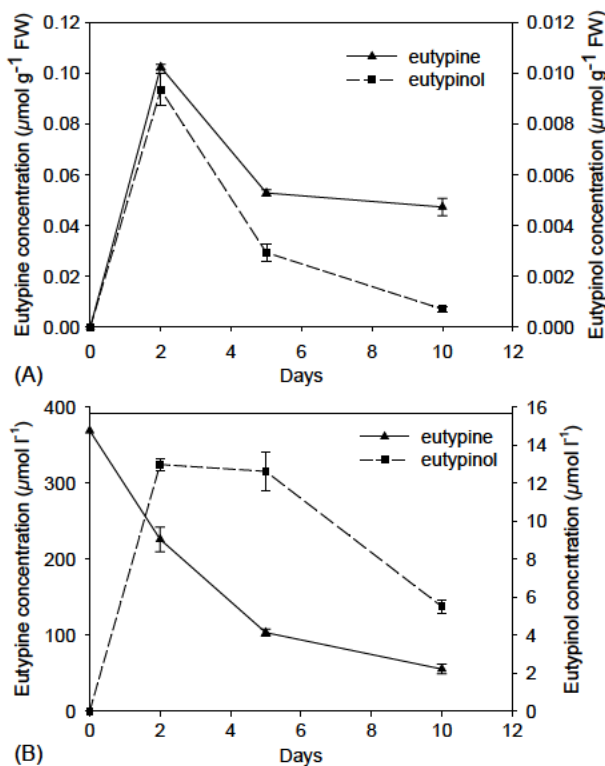 Eutypine concentration (µmol g⁻¹ FW)
0.12
0.10
0.08
0.06
0.04
0.02
0.00
eutypine
eutypinol
0.012
0.010
0.008
0.006
0.004
0.002
0.000
Eutypinol concentration (µmol g⁻¹ FW)
0 2 4 6 8 10 12
Days
(A)
Eutypine concentration (µmol l⁻¹)
400
300
200
100
0
eutypine
eutypinol
16
14
12
10
8
6
4
2
0
Eutypinol concntration (µmol l⁻¹)
0 2 4 6 8 10 12
Days
(B)